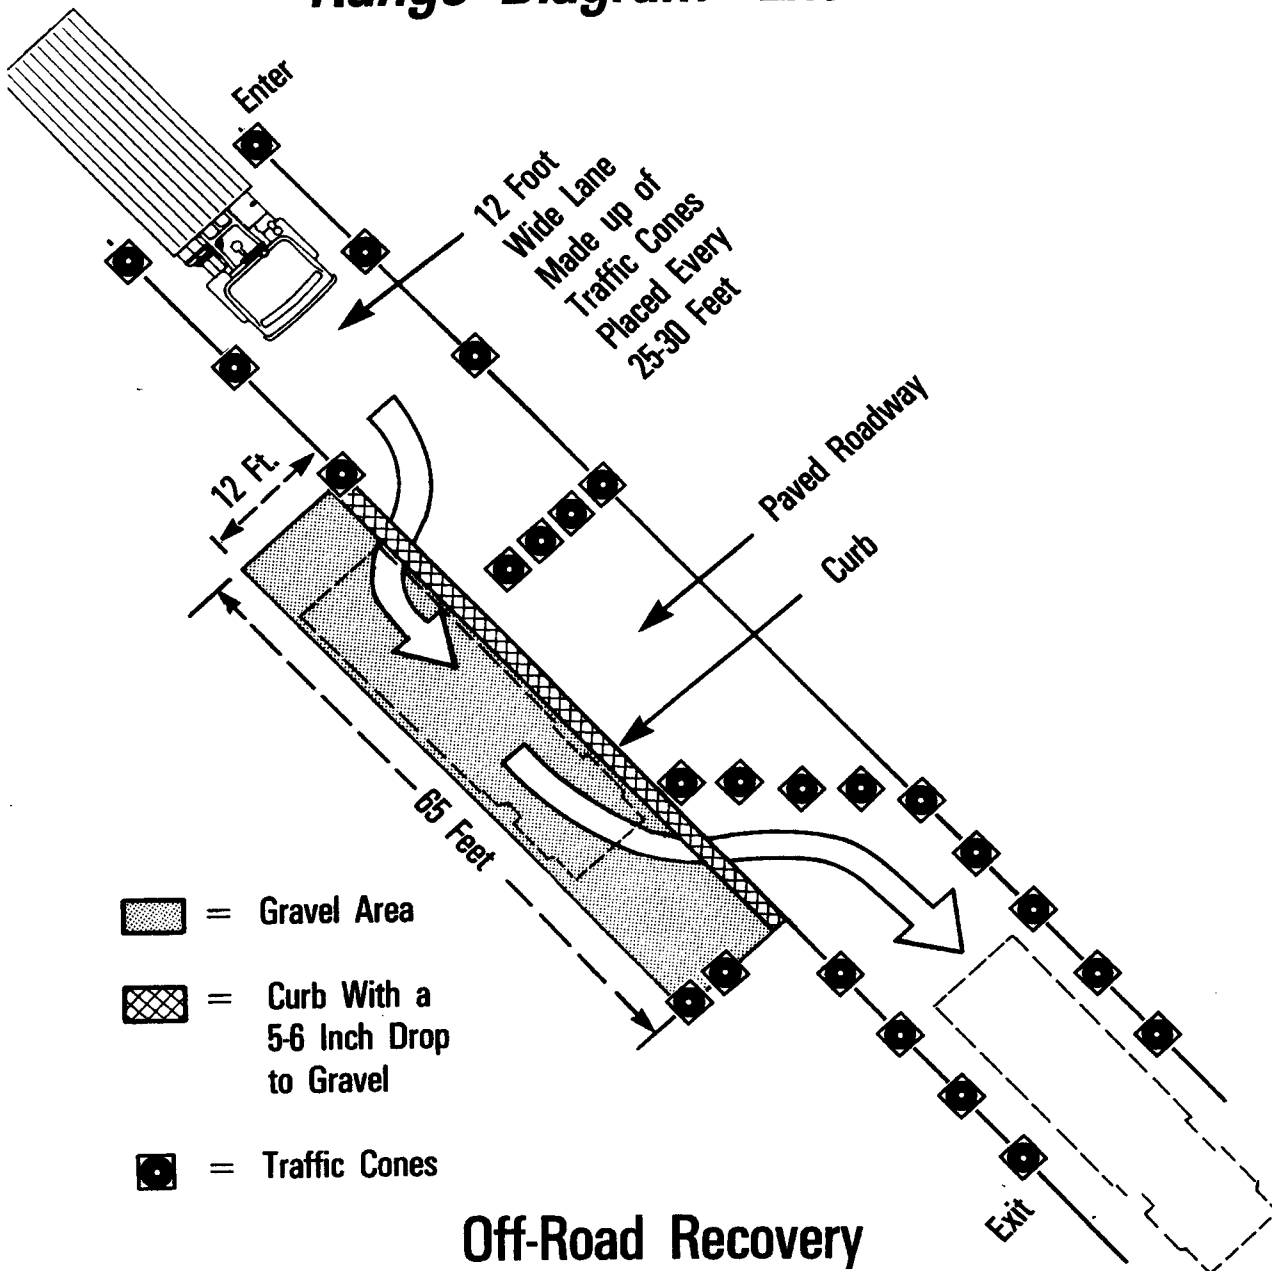 Range Diagram
Enter
12 Foot
Wide Lane
Made up of
Traffic Cones
Placed Every
25-30 Feet
12 Ft.
Paved Roadway
Curb
65 Feet
= Gravel Area
= Curb With a
5-6 Inch Drop
to Gravel
= Traffic Cones
Exit
Off-Road Recovery